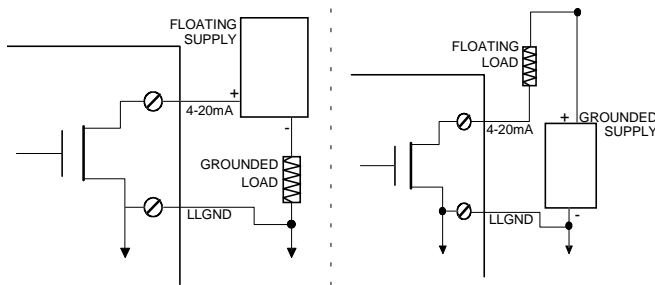 FLOATING
SUPPLY
+
4-20mA
-
GROUNDED
LOAD
LLGND
FLOATING
LOAD
4-20mA
+
GROUNDED
SUPPLY
-
LLGND